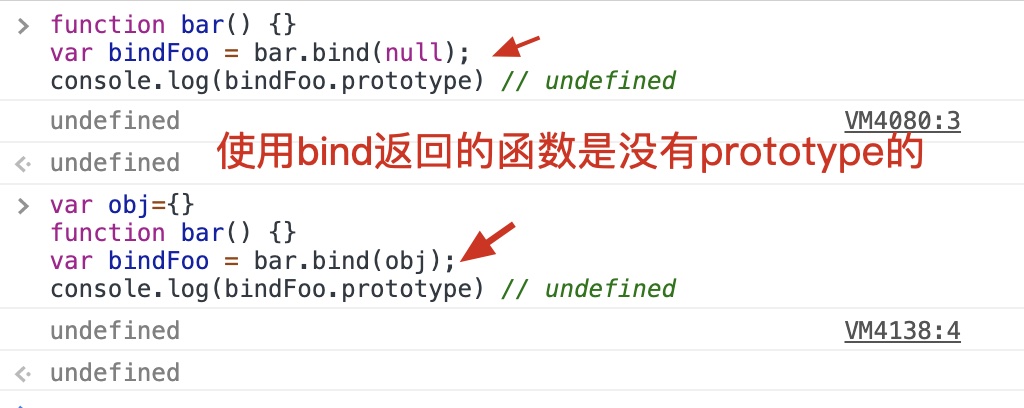 function bar() {}
var bindFoo = bar.bind(null);
console.log(bindFoo.prototype) // undefined
undefined VM4080:3
使用bind返回的函数是没有prototype的
undefined
var obj={}
function bar() {}
var bindFoo = bar.bind(obj);
console.log(bindFoo.prototype) // undefined
undefined VM4138:4
undefined